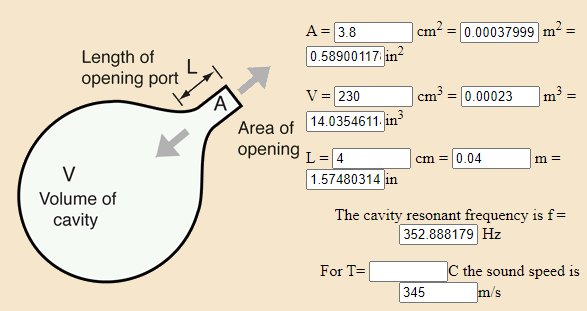 Length of
opening port
L
A
Area of
opening
V
Volume of
cavity
A = 3.8 cm² = 0.00037999 m² =
0.58900117 in²
V = 230 cm³ = 0.00023 m³ =
14.0354611 in³
L = 4 cm = 0.04 m =
1.57480314 in
The cavity resonant frequency is f =
352.888179 Hz
For T= C the sound speed is
345 m/s